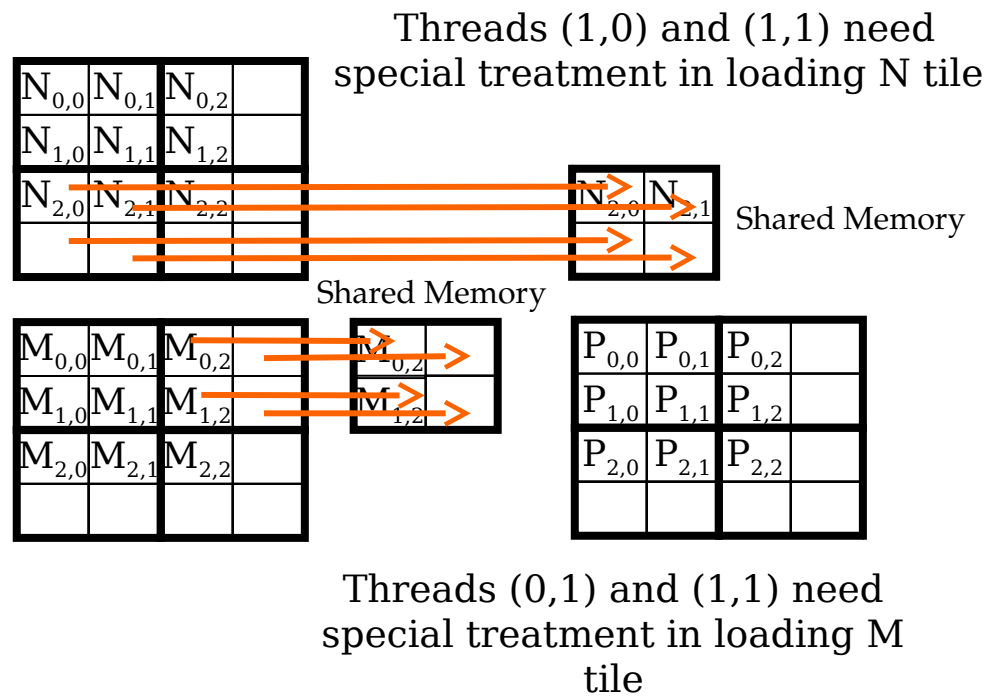 Threads (1,0) and (1,1) need
special treatment in loading N tile
N0,0 N0,1 N0,2
N1,0 N1,1 N1,2
N2,0 N2,1 N2,2
N2,0 N2,1
Shared Memory
Shared Memory
M0,0 M0,1 M0,2
M1,0 M1,1 M1,2
M2,0 M2,1 M2,2
M0,2
M1,2
P0,0 P0,1 P0,2
P1,0 P1,1 P1,2
P2,0 P2,1 P2,2
Threads (0,1) and (1,1) need
special treatment in loading M
tile